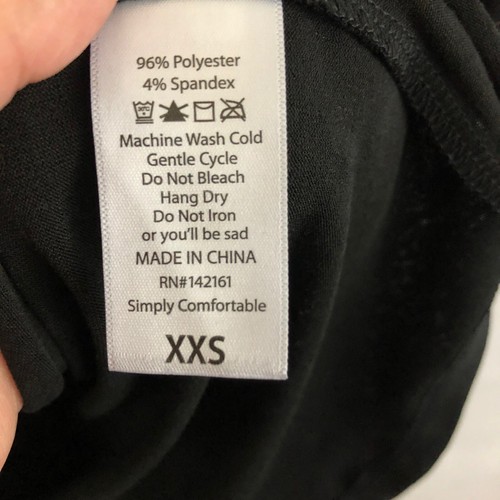 96% Polyester
4% Spandex
30°C
Machine Wash Cold
Gentle Cycle
Do Not Bleach
Hang Dry
Do Not Iron
or you'll be sad
MADE IN CHINA
RN#142161
Simply Comfortable
XXS